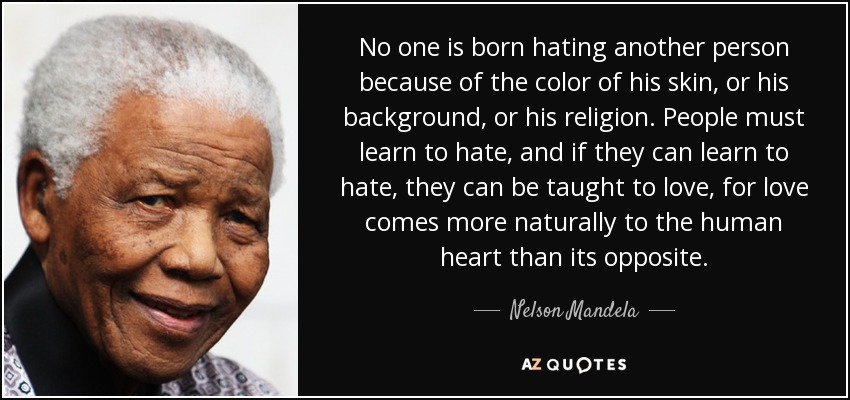 No one is born hating another person
because of the color of his skin, or his
background, or his religion. People must
learn to hate, and if they can learn to
hate, they can be taught to love, for love
comes more naturally to the human
heart than its opposite.
Nelson Mandela
AZ QUOTES